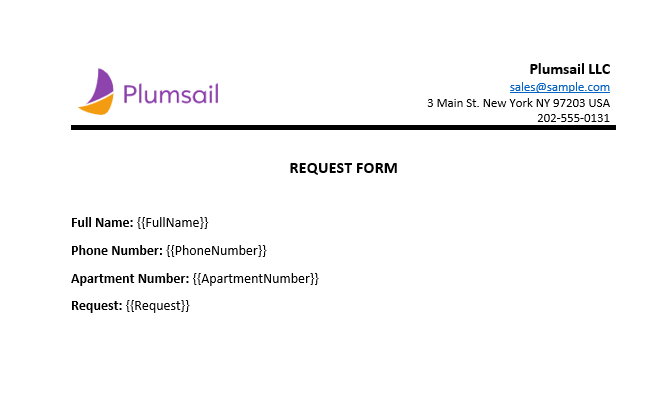 Plumsail
Plumsail LLC
sales@sample.com
3 Main St. New York NY 97203 USA
202-555-0131
REQUEST FORM
Full Name: {{FullName}}
Phone Number: {{PhoneNumber}}
Apartment Number: {{ApartmentNumber}}
Request: {{Request}}